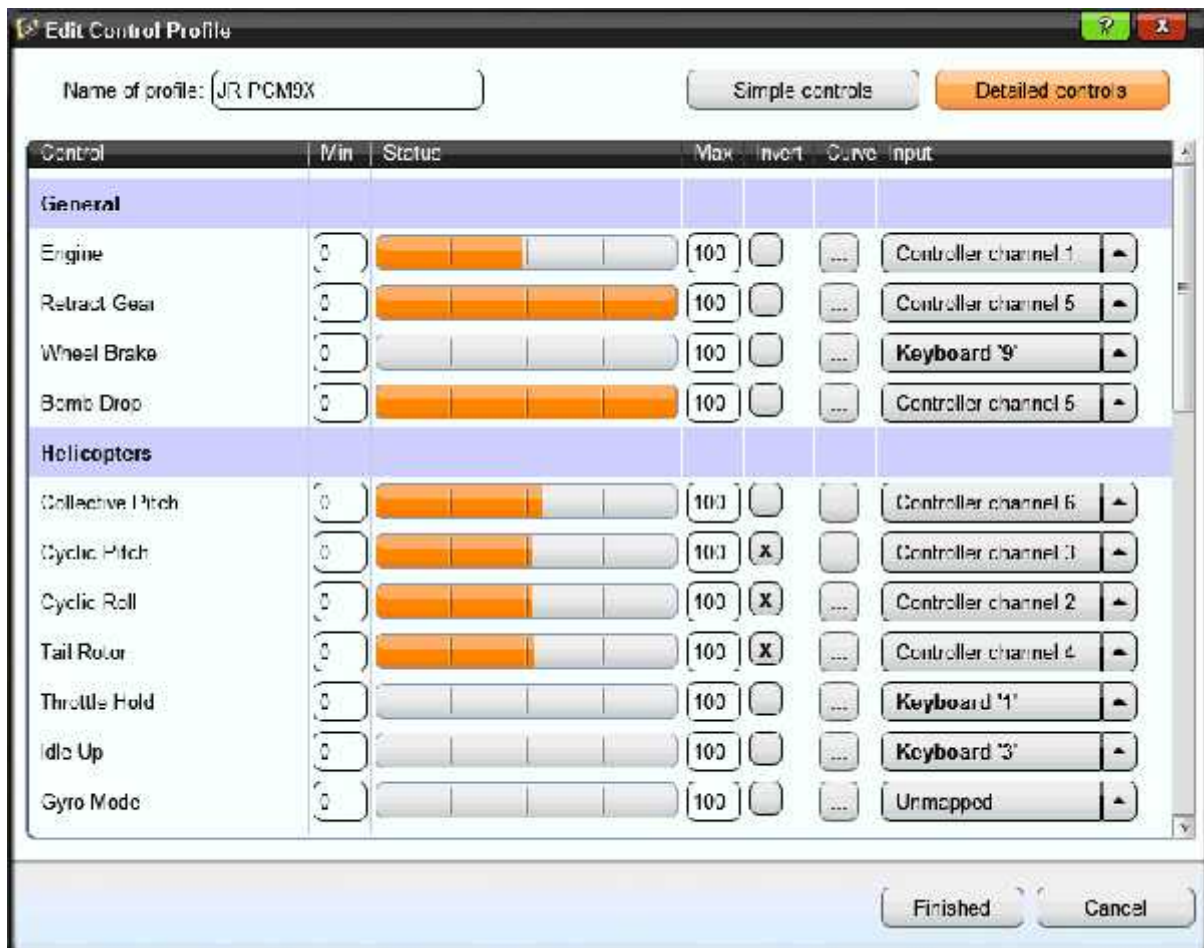 Edit Control Profile ? X
Name of profile: JR PCM9X Simple controls Detailed controls
Control Min Status Max Invert Curve Input
General
Engine 0 100 ... Controller channel 1
Retract Gear 0 100 ... Controller channel 5
Wheel Brake 0 100 ... Keyboard '9'
Bomb Drop 0 100 ... Controller channel 5
Helicopters
Collective Pitch 0 100 Controller channel 6
Cyclic Pitch 0 100 X Controller channel 3
Cyclic Roll 0 100 X ... Controller channel 2
Tail Rotor 0 100 X ... Controller channel 4
Throttle Hold 0 100 ... Keyboard '1'
Idle Up 0 100 ... Keyboard '3'
Gyro Mode 0 100 ... Unmapped
Finished Cancel